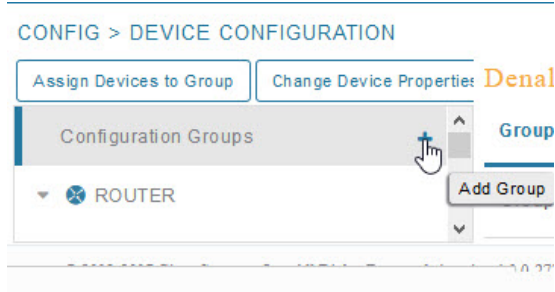 CONFIG > DEVICE CONFIGURATION
Assign Devices to Group
Change Device Properties
Denal
Configuration Groups
Group
Add Group
ROUTER